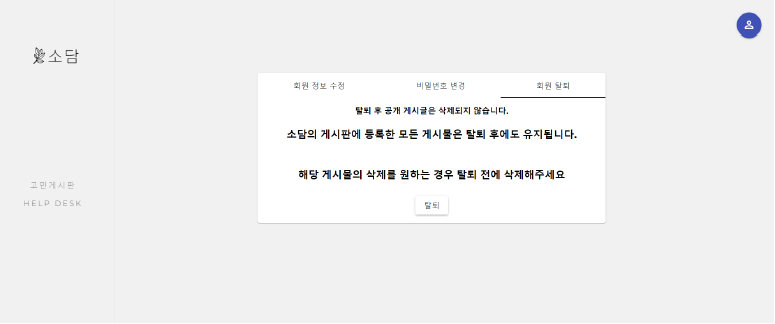 소담
고민게시판
HELP DESK
회원 정보 수정
비밀번호 변경
회원 탈퇴
탈퇴 후 공개 게시글은 삭제되지 않습니다.
소담의 게시판에 등록한 모든 게시물은 탈퇴 후에도 유지됩니다.
해당 게시물의 삭제를 원하는 경우 탈퇴 전에 삭제해주세요
탈퇴